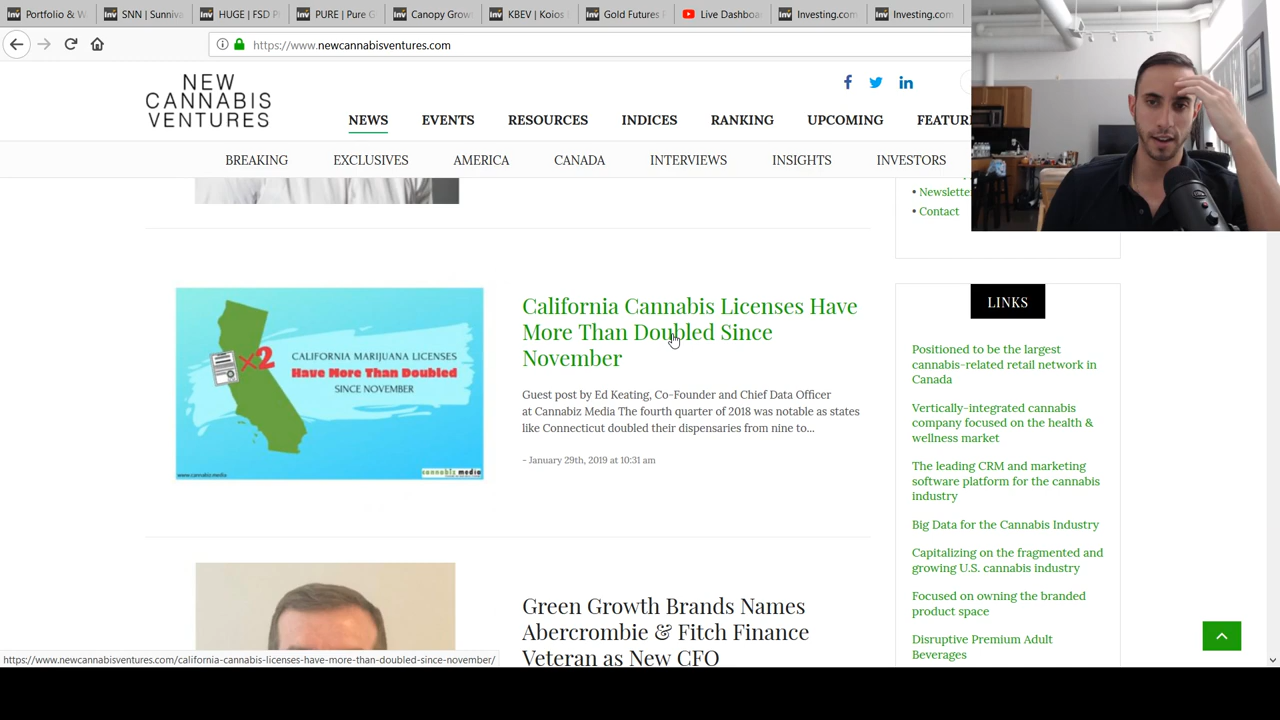 Portfolio & W
SNN | Sunniva
HUGE | FSD P
PURE | Pure G
Canopy Grow
KBEV | Koios
Gold Futures
Live Dashboa
Investing.com
Investing.com
https://www.newcannabisventures.com
NEW
CANNABIS
VENTURES
NEWS EVENTS RESOURCES INDICES RANKING UPCOMING FEATUR
BREAKING EXCLUSIVES AMERICA CANADA INTERVIEWS INSIGHTS INVESTORS
• Newslette
• Contact
CALIFORNIA MARIJUANA LICENSES
x2
Have More Than Doubled
SINCE NOVEMBER
www.cannabiz.media
cannabiz media
California Cannabis Licenses Have
More Than Doubled Since
November
Guest post by Ed Keating, Co-Founder and Chief Data Officer
at Cannabiz Media The fourth quarter of 2018 was notable as states
like Connecticut doubled their dispensaries from nine to...
- January 29th, 2019 at 10:31 am
Green Growth Brands Names
Abercrombie & Fitch Finance
Veteran as New CFO
LINKS
Positioned to be the largest
cannabis-related retail network in
Canada
Vertically-integrated cannabis
company focused on the health &
wellness market
The leading CRM and marketing
software platform for the cannabis
industry
Big Data for the Cannabis Industry
Capitalizing on the fragmented and
growing U.S. cannabis industry
Focused on owning the branded
product space
Disruptive Premium Adult
Beverages
https://www.newcannabisventures.com/california-cannabis-licenses-have-more-than-doubled-since-november/